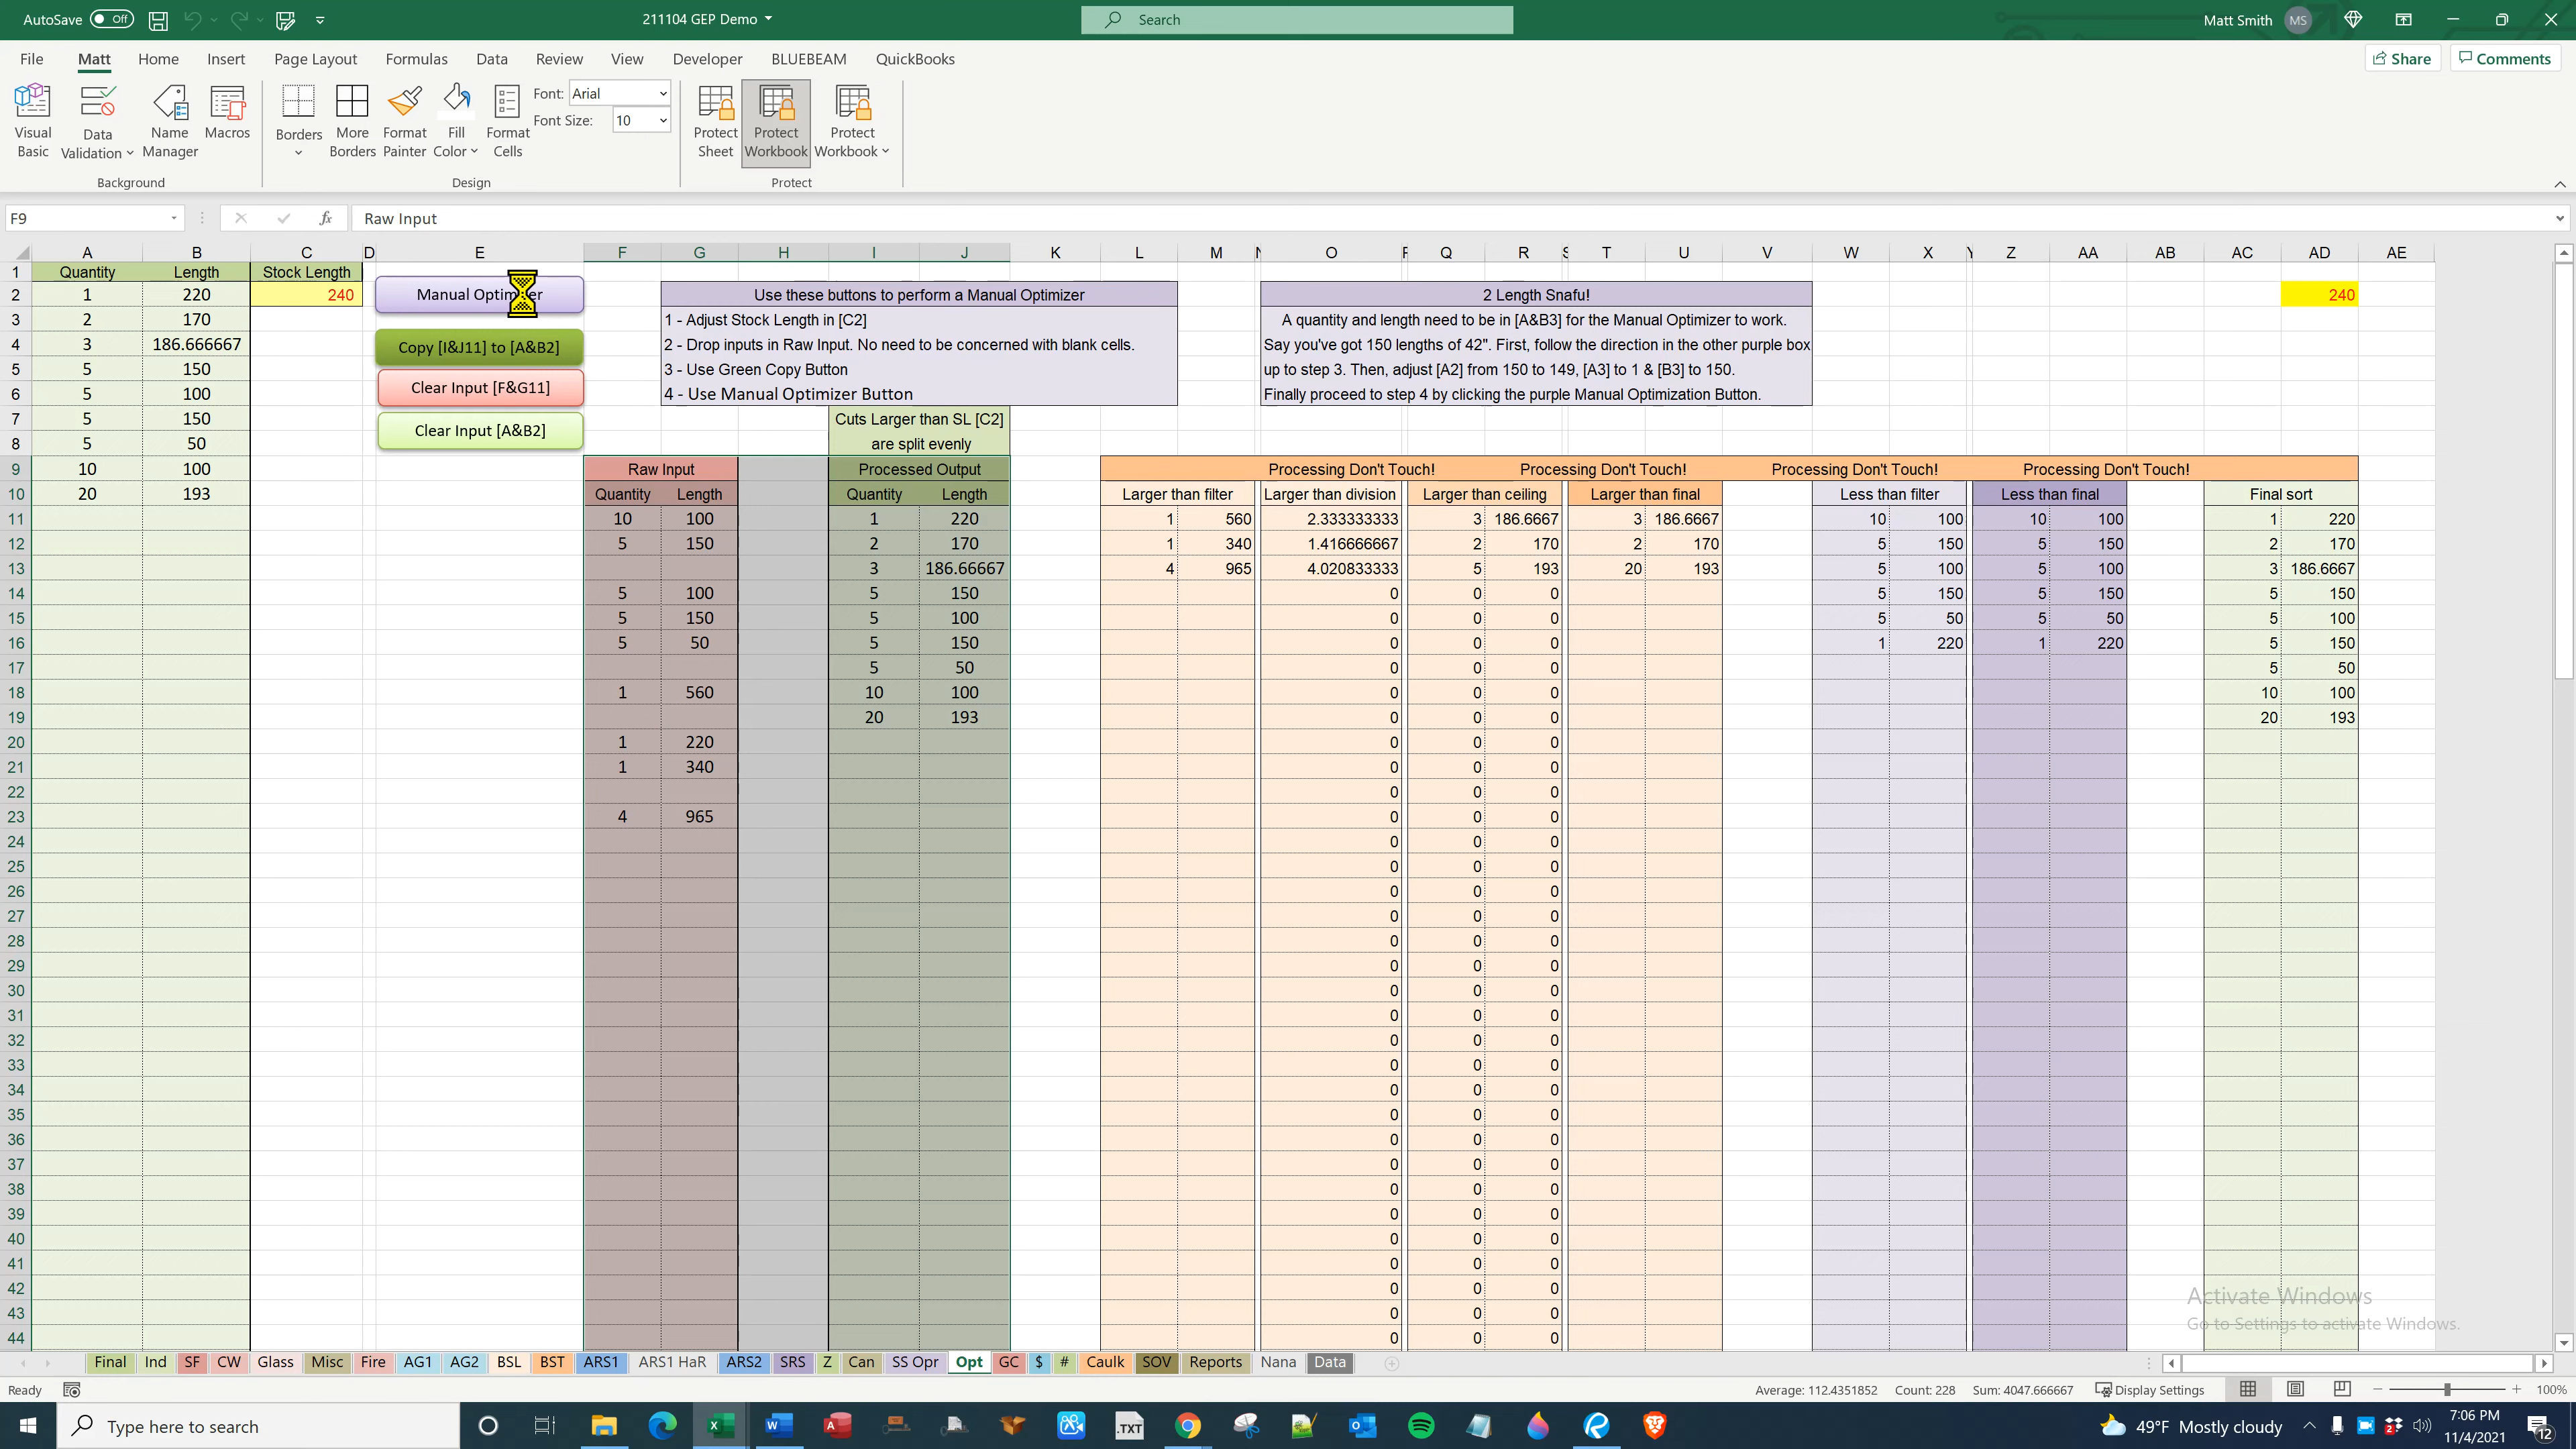 AutoSave Off 211104 GEP Demo Search Matt Smith MS
File Matt Home Insert Page Layout Formulas Data Review View Developer BLUEBEAM QuickBooks Share Comments
Visual Basic Data Validation Name Manager Macros Borders More Borders Format Painter Fill Color Format Cells Font: Arial Font Size: 10 Protect Sheet Protect Workbook Protect Workbook
Background Design Protect
F9 fx Raw Input
A B C D E F G H I J K L M N O P Q R S T U V W X Y Z AA AB AC AD AE
1 Quantity Length Stock Length
2 1 220 240 Use these buttons to perform a Manual Optimizer 2 Length Snafu! 240
3 2 170 1 - Adjust Stock Length in [C2] A quantity and length need to be in [A&B3] for the Manual Optimizer to work.
4 3 186.666667 Copy [I&J11] to [A&B2] 2 - Drop inputs in Raw Input. No need to be concerned with blank cells. Say you've got 150 lengths of 42". First, follow the direction in the other purple box
5 5 150 3 - Use Green Copy Button up to step 3. Then, adjust [A2] from 150 to 149, [A3] to 1 & [B3] to 150.
6 5 100 Clear Input [F&G11] 4 - Use Manual Optimizer Button Finally proceed to step 4 by clicking the purple Manual Optimization Button.
7 5 150 Clear Input [A&B2] Cuts Larger than SL [C2]
8 5 50 are split evenly
9 10 100 Raw Input Processed Output Processing Don't Touch! Processing Don't Touch! Processing Don't Touch! Processing Don't Touch!
10 20 193 Quantity Length Quantity Length Larger than filter Larger than division Larger than ceiling Larger than final Less than filter Less than final Final sort
11 10 100 1 220 1 560 2.333333333 3 186.6667 3 186.6667 10 100 10 100 1 220
12 5 150 2 170 1 340 1.416666667 2 170 2 170 5 150 5 150 2 170
13 3 186.66667 4 965 4.020833333 5 193 20 193 5 100 5 100 3 186.6667
14 5 100 5 150 0 0 0 5 150 5 150 5 150
15 5 150 5 100 0 0 0 5 50 5 50 5 100
16 5 50 5 150 0 0 0 1 220 1 220 5 150
17 5 50 0 0 0 5 50
18 1 560 10 100 0 0 0 10 100
19 20 193 0 0 0 20 193
20 1 220 0 0 0
21 1 340 0 0 0
22 0 0 0
23 4 965 0 0 0
24 0 0 0
25 0 0 0
26 0 0 0
27 0 0 0
28 0 0 0
29 0 0 0
30 0 0 0
31 0 0 0
32 0 0 0
33 0 0 0
34 0 0 0
35 0 0 0
36 0 0 0
37 0 0 0
38 0 0 0
39 0 0 0
40 0 0 0
41 0 0 0
42 0 0 0
43 0 0 0
44 0 0 0
Activate Windows
Go to Settings to activate Windows.
Final Ind SF CW Glass Misc Fire AG1 AG2 BSL BST ARS1 ARS1 HaR ARS2 SRS Z Can SS Opr Opt GC $ # Caulk SOV Reports Nana Data
Ready Average: 112.4351852 Count: 228 Sum: 4047.666667 Display Settings 100%
Type here to search .TXT 49°F Mostly cloudy 7:06 PM
11/4/2021 12